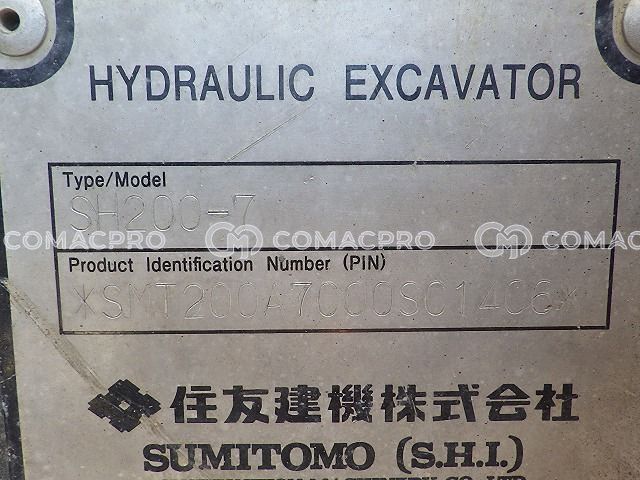 HYDRAULIC EXCAVATOR
Type/Model
SH200-7
COMACPRO COMACPRO
Product Identification Number (PIN)
*SMT200A7C00SC1406*
住友建機株式会社
SUMITOMO (S.H.I.)